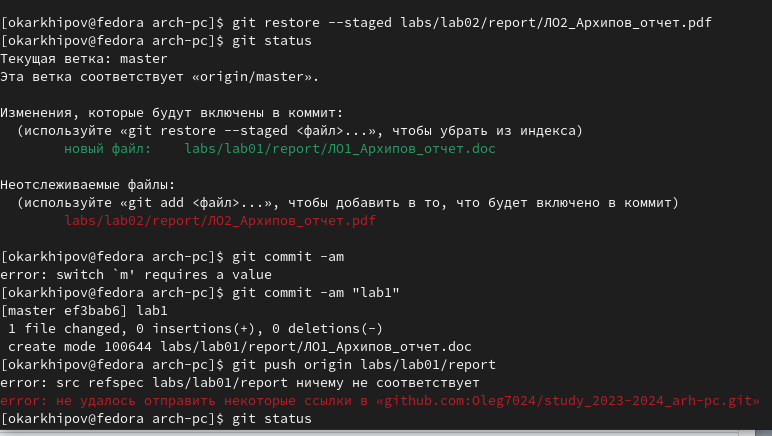 [okarkhipov@fedora arch-pc]$ git restore --staged labs/lab02/report/ЛО2_Архипов_отчет.pdf
[okarkhipov@fedora arch-pc]$ git status
Текущая ветка: master
Эта ветка соответствует «origin/master».
Изменения, которые будут включены в коммит:
  (используйте «git restore --staged <файл>...», чтобы убрать из индекса)
        новый файл:    labs/lab01/report/ЛО1_Архипов_отчет.doc
Неотслеживаемые файлы:
  (используйте «git add <файл>...», чтобы добавить в то, что будет включено в коммит)
        labs/lab02/report/ЛО2_Архипов_отчет.pdf
[okarkhipov@fedora arch-pc]$ git commit -am
error: switch `m' requires a value
[okarkhipov@fedora arch-pc]$ git commit -am "lab1"
[master ef3bab6] lab1
 1 file changed, 0 insertions(+), 0 deletions(-)
 create mode 100644 labs/lab01/report/ЛО1_Архипов_отчет.doc
[okarkhipov@fedora arch-pc]$ git push origin labs/lab01/report
error: src refspec labs/lab01/report ничему не соответствует
error: не удалось отправить некоторые ссылки в «github.com:Oleg7024/study_2023-2024_arh-pc.git»
[okarkhipov@fedora arch-pc]$ git status